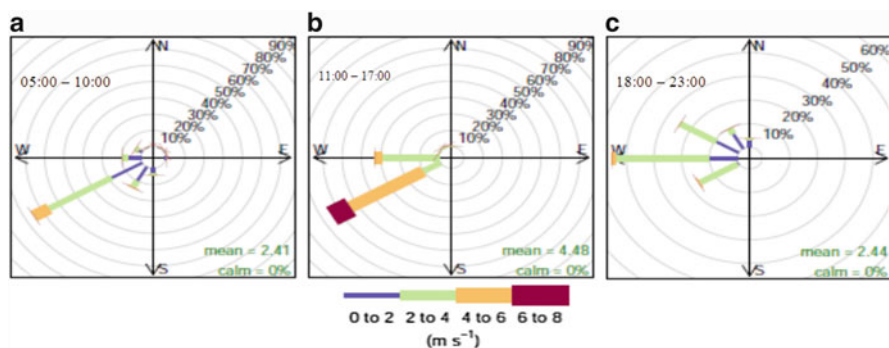 a
N
90%
80%
70%
60%
50%
40%
30%
20%
10%
05:00 – 10:00
W
E
S
mean = 2.41
calm = 0%
b
N
90%
80%
70%
60%
50%
40%
30%
20%
10%
11:00 – 17:00
W
E
S
mean = 4.48
calm = 0%
c
N
60%
50%
40%
30%
20%
10%
18:00 – 23:00
W
E
S
mean = 2.44
calm = 0%
0 to 2 2 to 4 4 to 6 6 to 8
(m s⁻¹)